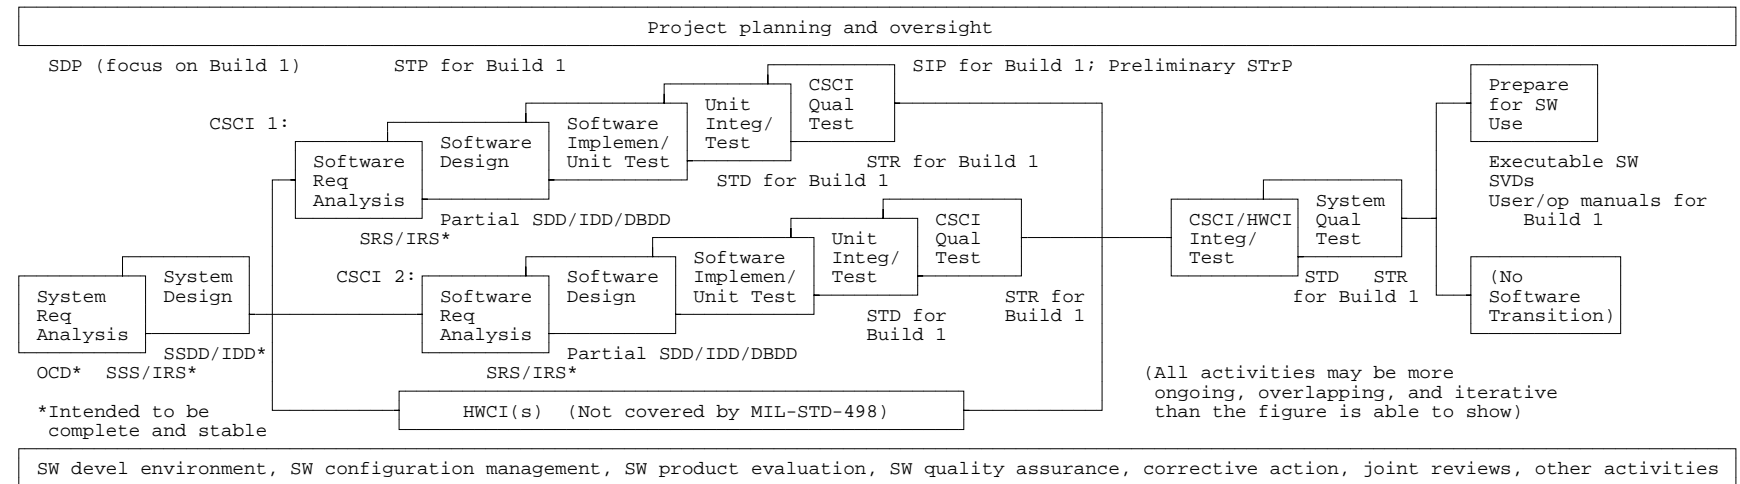 Project planning and oversight
SDP (focus on Build 1)
STP for Build 1
SIP for Build 1; Preliminary STrP
CSCI 1:
Software
Req
Analysis
Software
Design
Software
Implemen/
Unit Test
Unit
Integ/
Test
CSCI
Qual
Test
STR for Build 1
STD for Build 1
Partial SDD/IDD/DBDD
SRS/IRS*
System
Req
Analysis
System
Design
SSDD/IDD*
OCD* SSS/IRS*
CSCI 2:
Software
Req
Analysis
Software
Design
Software
Implemen/
Unit Test
Unit
Integ/
Test
CSCI
Qual
Test
STR for
Build 1
STD for
Build 1
Partial SDD/IDD/DBDD
SRS/IRS*
HWCI(s) (Not covered by MIL-STD-498)
*Intended to be
complete and stable
CSCI/HWCI
Integ/
Test
System
Qual
Test
STD STR
for Build 1
Prepare
for SW
Use
Executable SW
SVDs
User/op manuals for
Build 1
(No
Software
Transition)
(All activities may be more
ongoing, overlapping, and iterative
than the figure is able to show)
SW devel environment, SW configuration management, SW product evaluation, SW quality assurance, corrective action, joint reviews, other activities